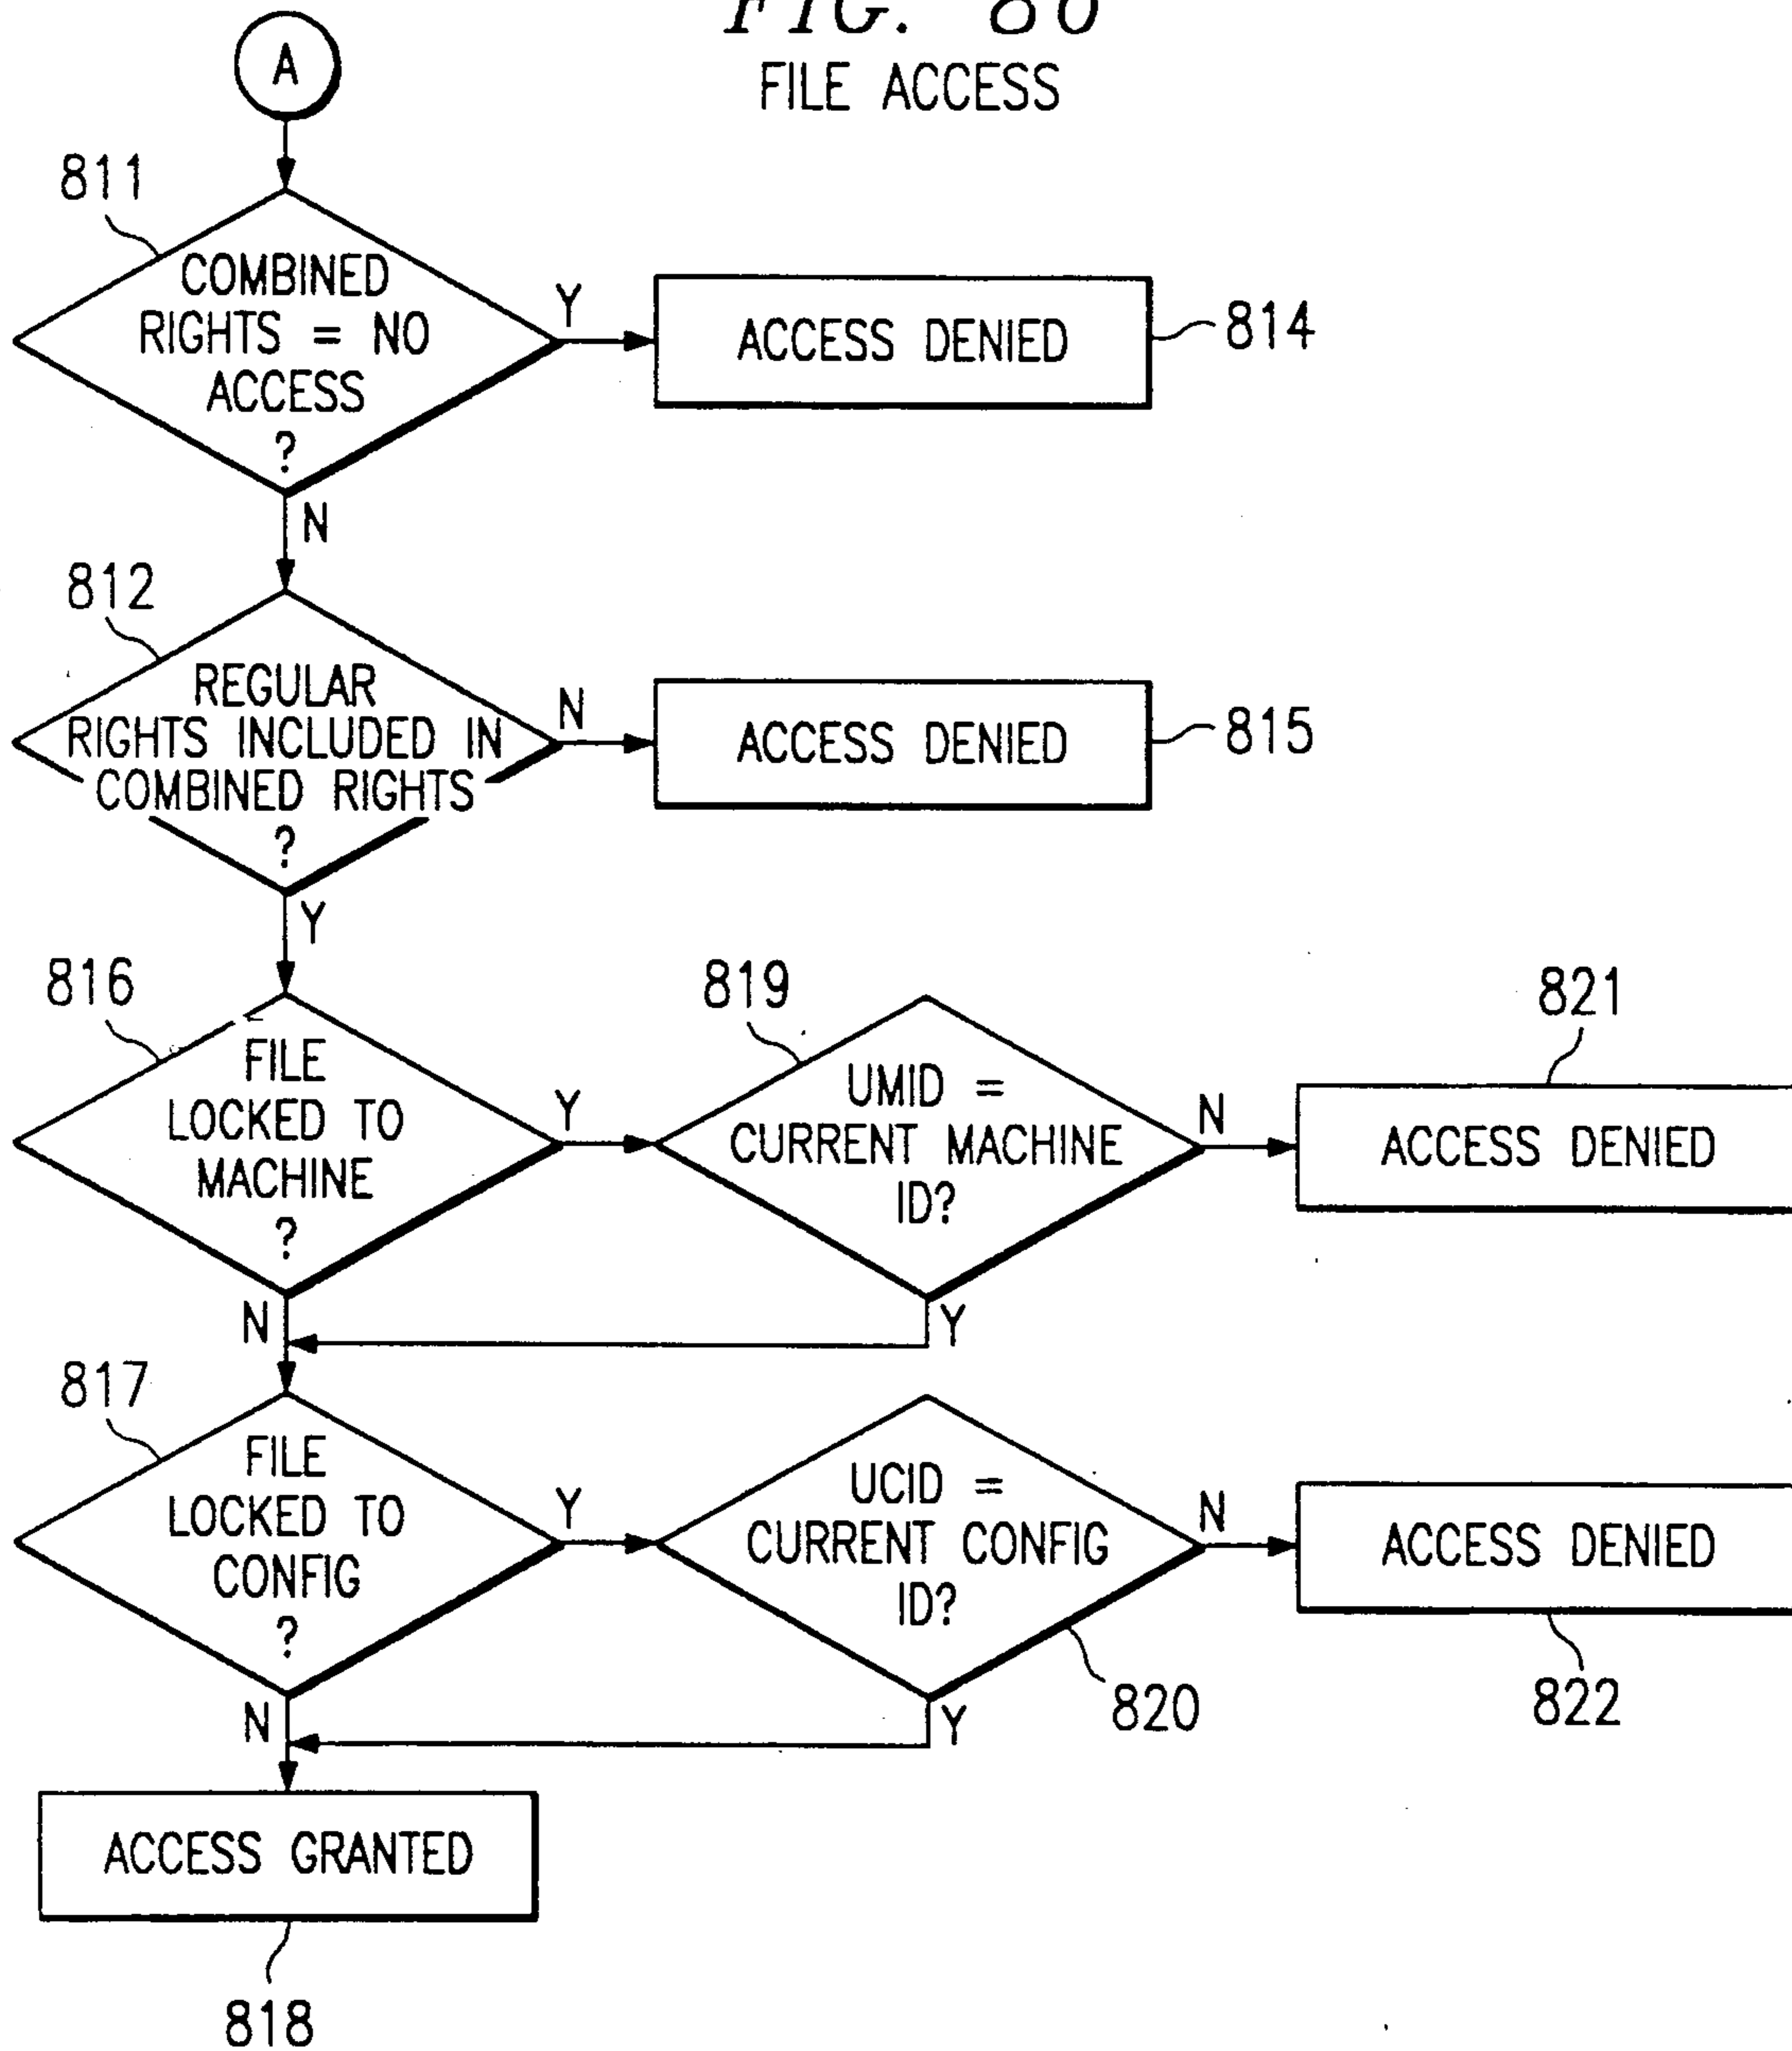 FIG. 8b
FILE ACCESS
A
811
COMBINED
RIGHTS = NO
ACCESS
?
Y
ACCESS DENIED
814
N
812
REGULAR
RIGHTS INCLUDED IN
COMBINED RIGHTS
?
N
ACCESS DENIED
815
Y
816
FILE
LOCKED TO
MACHINE
?
Y
819
UMID =
CURRENT MACHINE
ID?
N
821
ACCESS DENIED
N
Y
817
FILE
LOCKED TO
CONFIG
?
Y
UCID =
CURRENT CONFIG
ID?
820
N
ACCESS DENIED
822
N
Y
ACCESS GRANTED
818